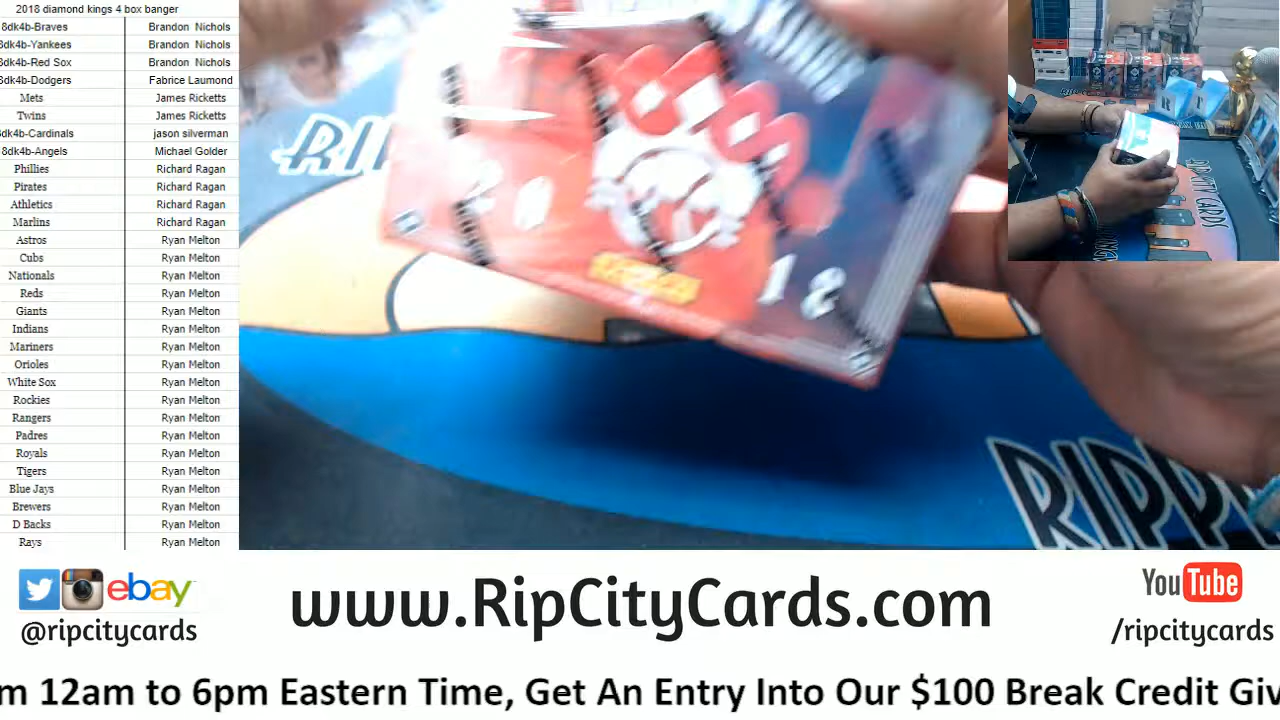 2018 diamond kings 4 box banger
8dk4b-Braves Brandon Nichols
8dk4b-Yankees Brandon Nichols
8dk4b-Red Sox Brandon Nichols
8dk4b-Dodgers Fabrice Laumond
Mets James Ricketts
Twins James Ricketts
8dk4b-Cardinals jason silverman
8dk4b-Angels Michael Golder
Phillies Richard Ragan
Pirates Richard Ragan
Athletics Richard Ragan
Marlins Richard Ragan
Astros Ryan Melton
Cubs Ryan Melton
Nationals Ryan Melton
Reds Ryan Melton
Giants Ryan Melton
Indians Ryan Melton
Mariners Ryan Melton
Orioles Ryan Melton
White Sox Ryan Melton
Rockies Ryan Melton
Rangers Ryan Melton
Padres Ryan Melton
Royals Ryan Melton
Tigers Ryan Melton
Blue Jays Ryan Melton
Brewers Ryan Melton
D Backs Ryan Melton
Rays Ryan Melton
RI
18
RIPPY
CITY CARDS
ebay
@ripcitycards
www.RipCityCards.com
YouTube
/ripcitycards
m 12am to 6pm Eastern Time, Get An Entry Into Our $100 Break Credit Giv